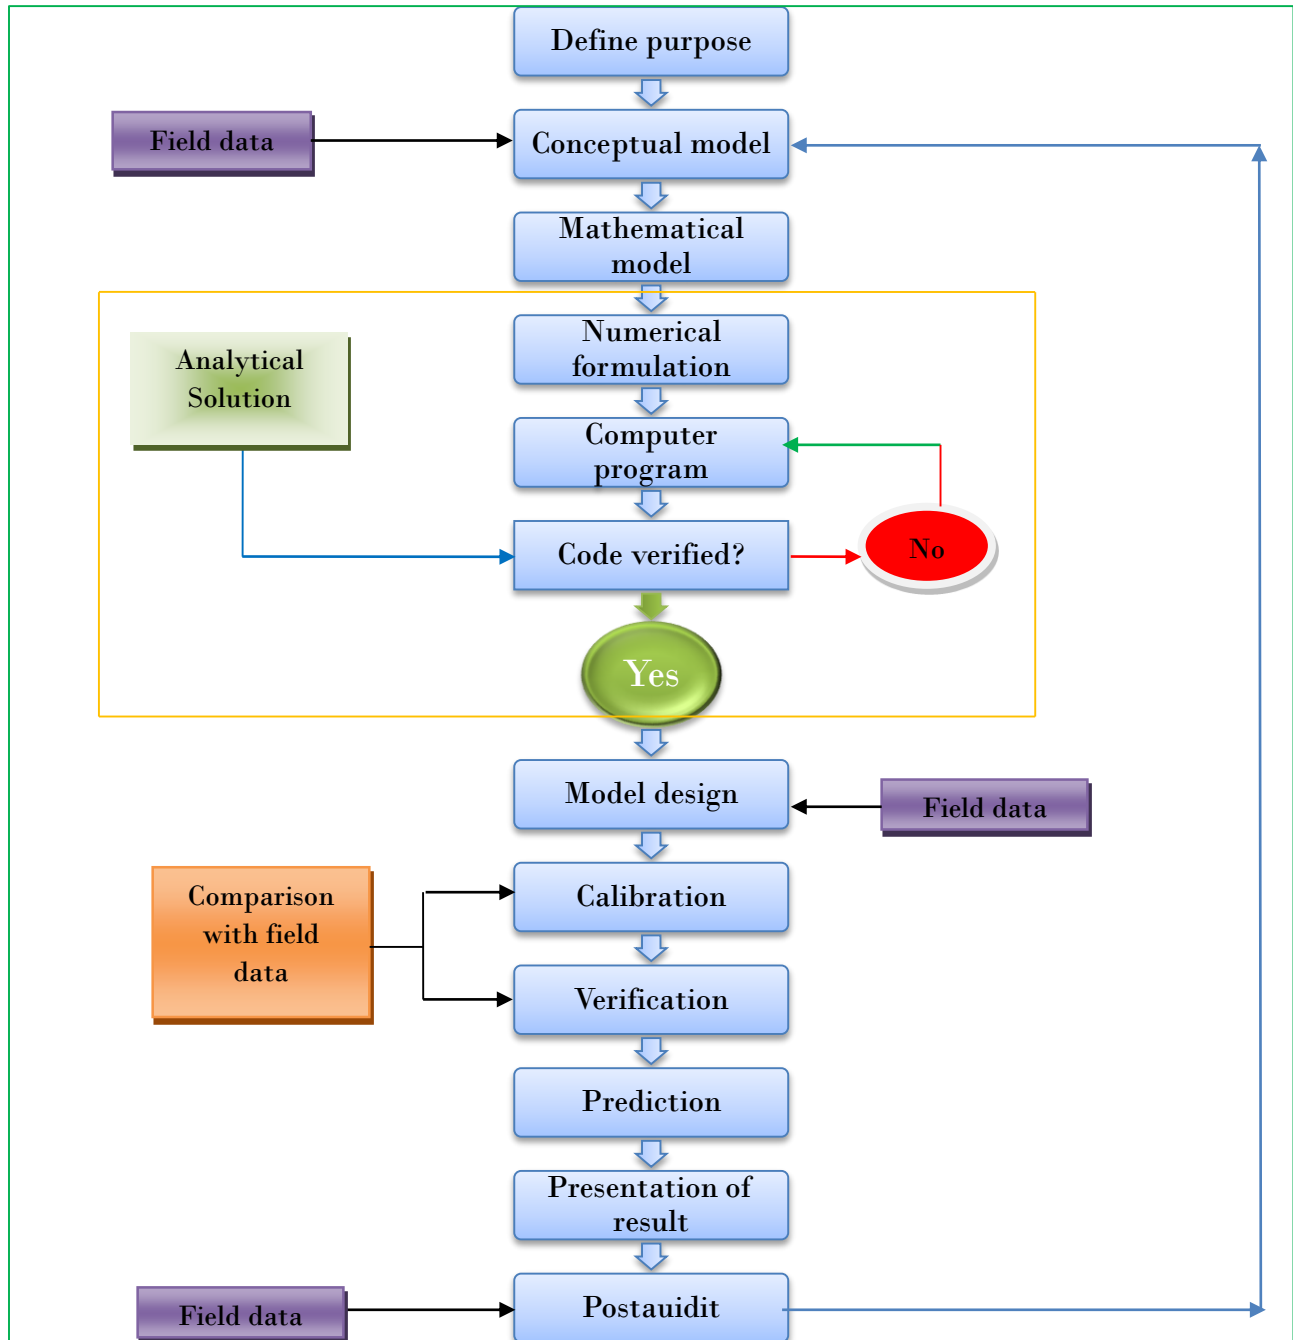 Define purpose
Field data
Conceptual model
Mathematical
model
Numerical
formulation
Analytical
Solution
Computer
program
Code verified?
No
Yes
Model design
Field data
Calibration
Comparison
with field
data
Verification
Prediction
Presentation of
result
Field data
Postauidit